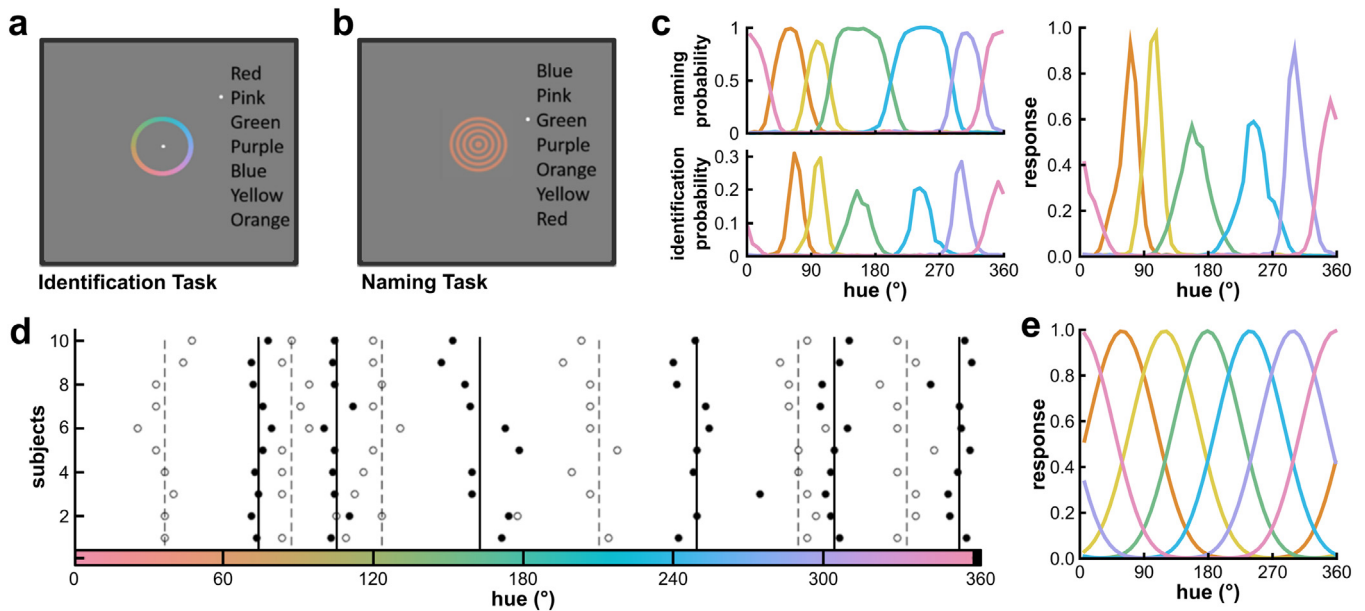 a
Red
Pink
Green
Purple
Blue
Yellow
Orange
Identification Task
b
Blue
Pink
Green
Purple
Orange
Yellow
Red
Naming Task
c
naming
probability
1
0.5
0
identification
probability
0.3
0.2
0.1
0
0 90 180 270 360
hue (°)
response
1.0
0.8
0.6
0.4
0.2
0.0
0 90 180 270 360
hue (°)
d
subjects
10
8
6
4
2
0 60 120 180 240 300 360
hue (°)
e
response
1.0
0.8
0.6
0.4
0.2
0.0
0 90 180 270 360
hue (°)